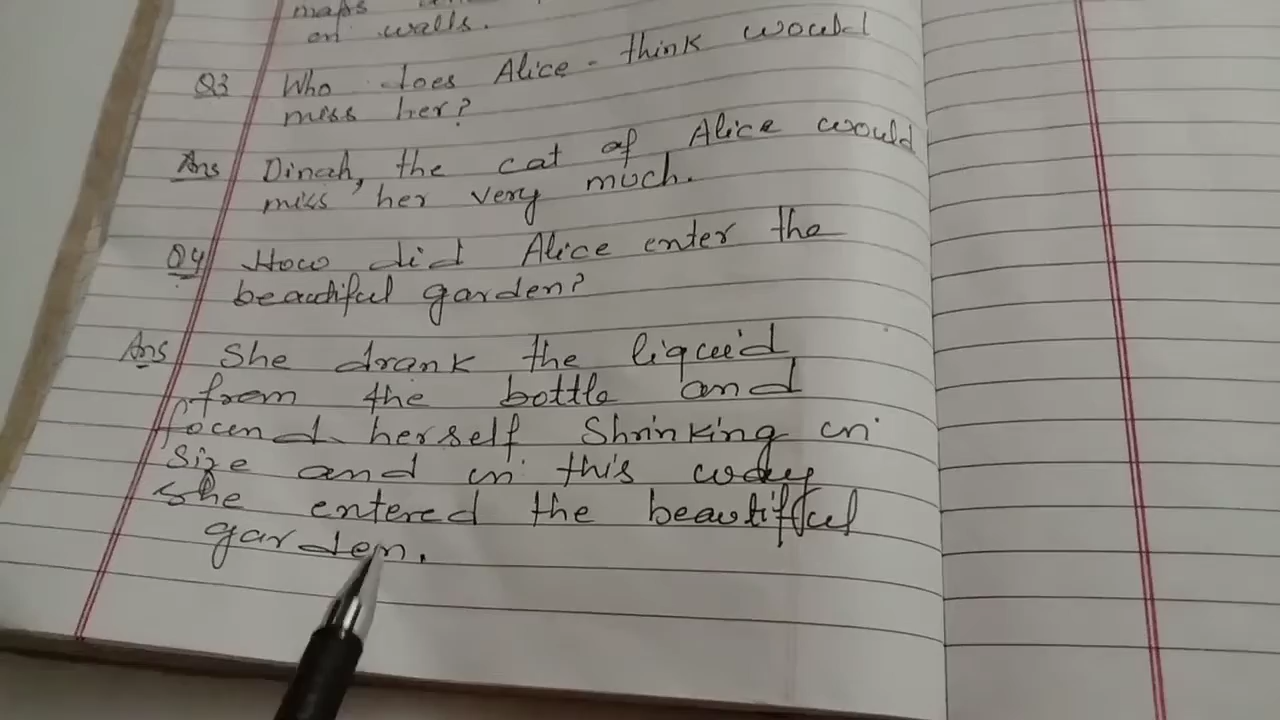 maps
on walls.
Q3 Who does Alice - think would
miss her?
Ans Dinah, the cat of Alice would
miss her very much.
Q4 How did Alice enter the
beautiful garden?
Ans She drank the liquid
from the bottle and
found herself Shrinking in
size and in this way
she entered the beautiful
garden.